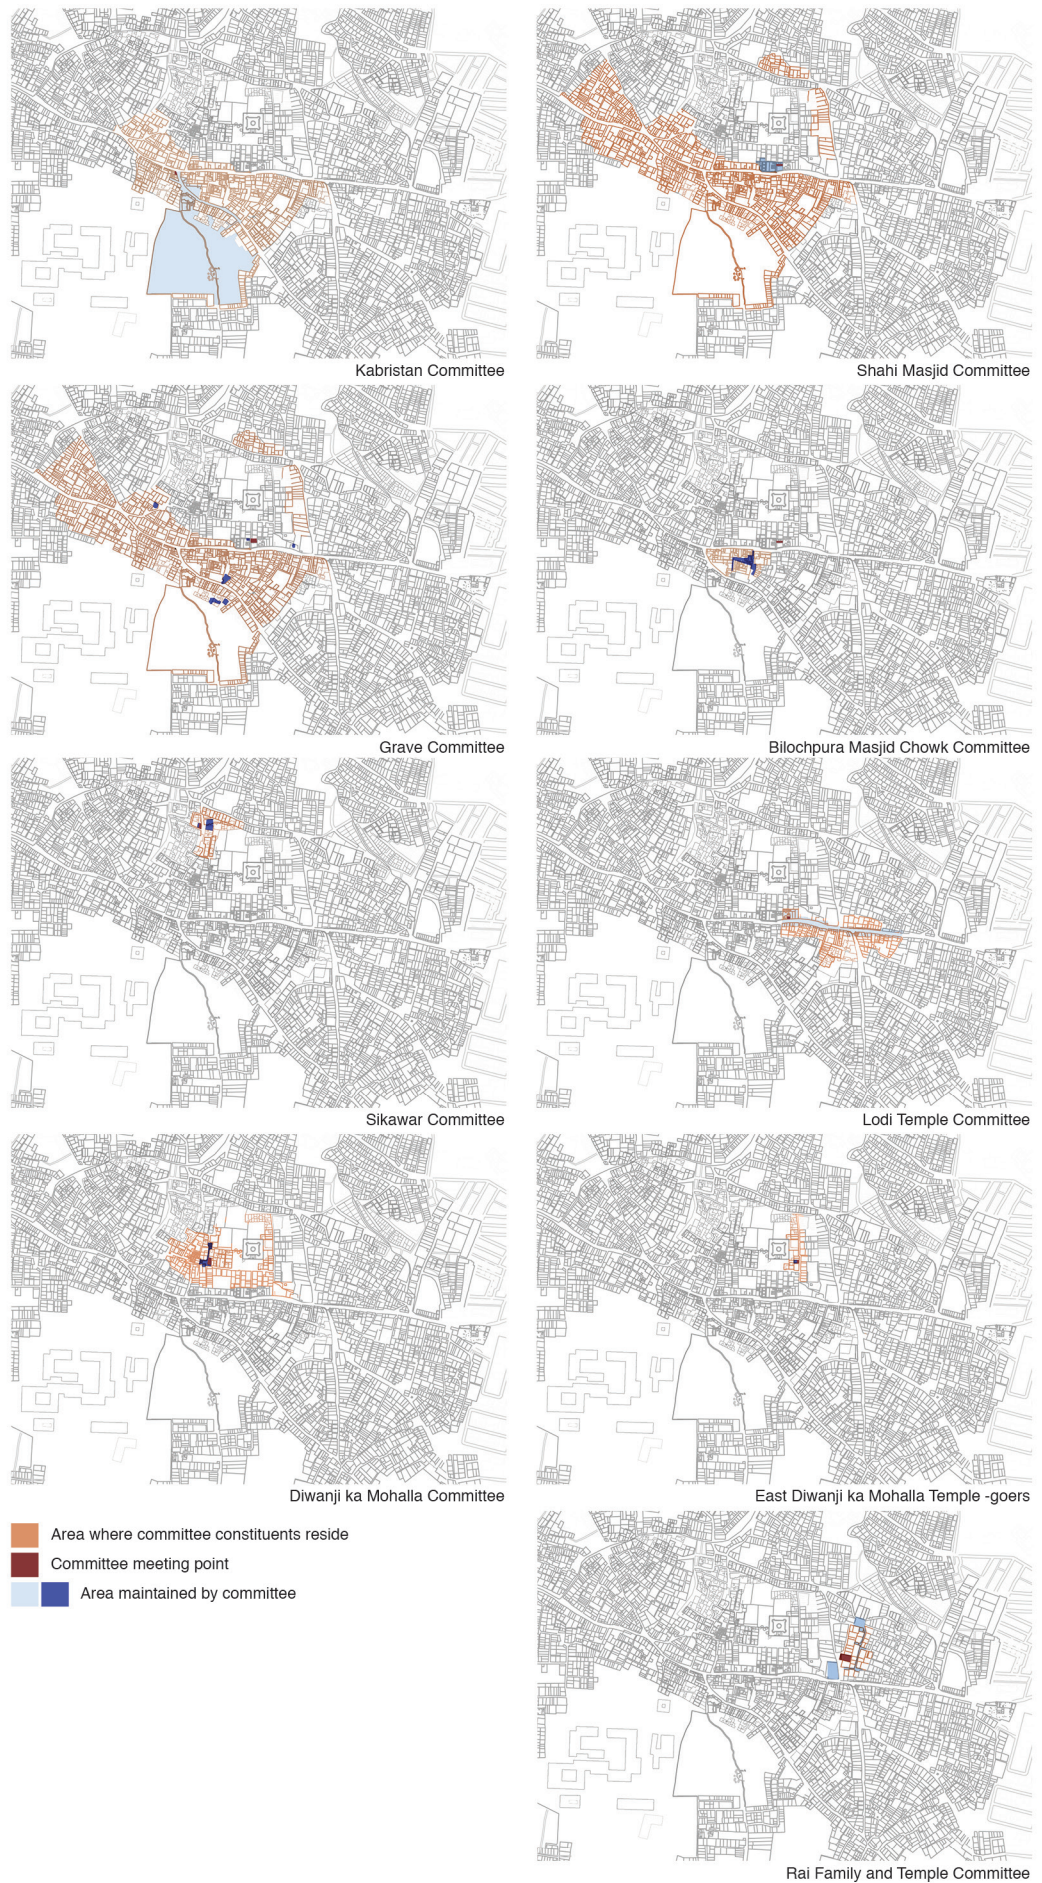 Kabristan Committee
Shahi Masjid Committee
Grave Committee
Bilochpura Masjid Chowk Committee
Sikawar Committee
Lodi Temple Committee
Diwanji ka Mohalla Committee
East Diwanji ka Mohalla Temple -goers
Area where committee constituents reside
Committee meeting point
Area maintained by committee
Rai Family and Temple Committee